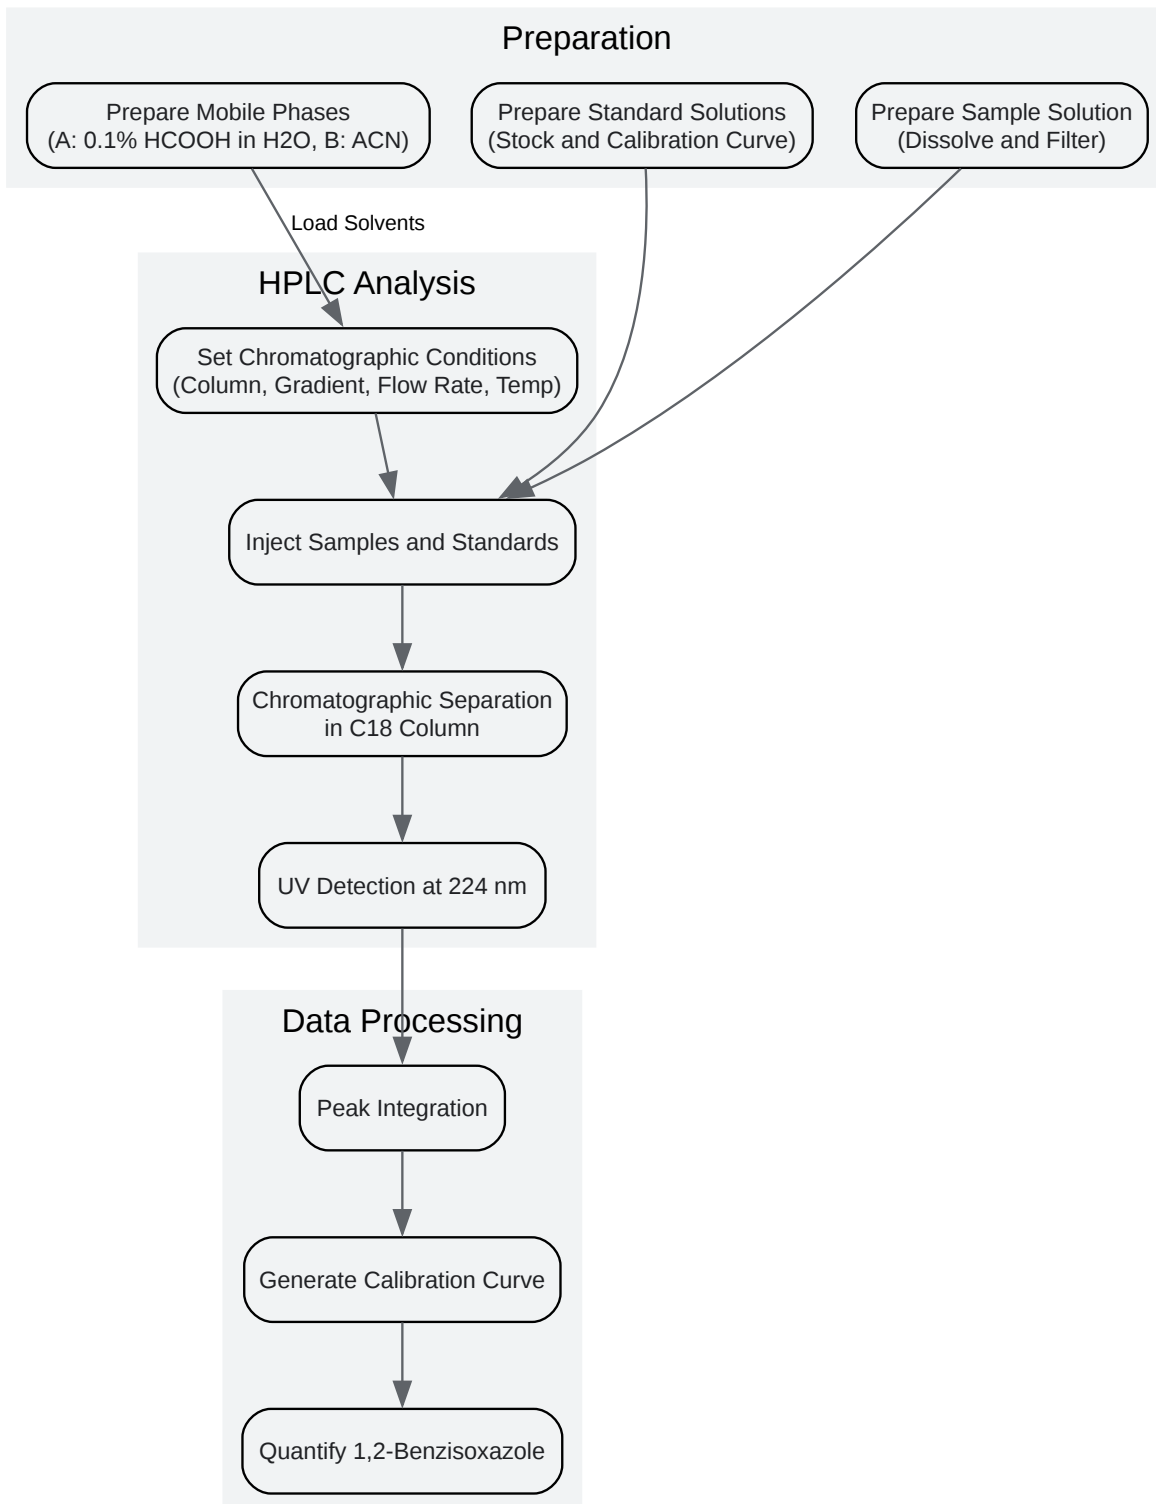 Preparation
Prepare Mobile Phases
(A: 0.1% HCOOH in H2O, B: ACN)
Prepare Standard Solutions
(Stock and Calibration Curve)
Prepare Sample Solution
(Dissolve and Filter)
Load Solvents
HPLC Analysis
Set Chromatographic Conditions
(Column, Gradient, Flow Rate, Temp)
Inject Samples and Standards
Chromatographic Separation
in C18 Column
UV Detection at 224 nm
Data Processing
Peak Integration
Generate Calibration Curve
Quantify 1,2-Benzisoxazole